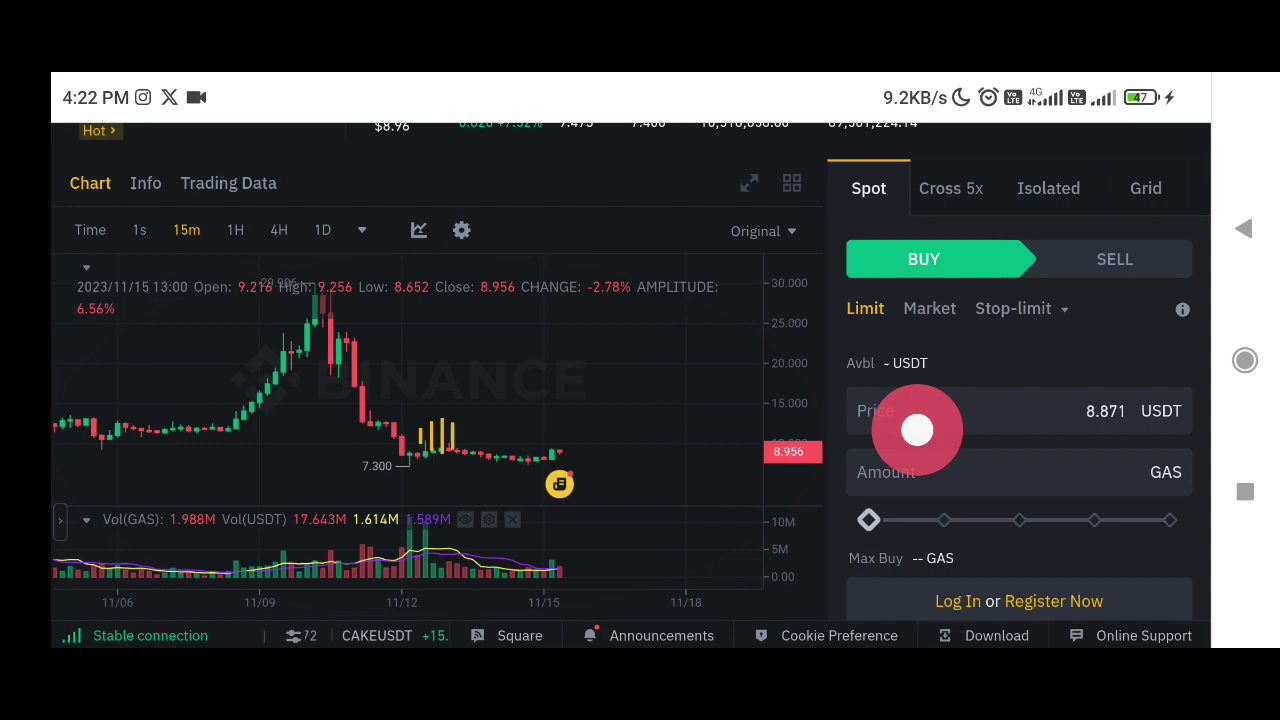 4:22 PM 9.2KB/s Vo LTE 4G Vo LTE 47
Hot > $8.96
Chart Info Trading Data
Spot Cross 5x Isolated Grid
Time 1s 15m 1H 4H 1D Original
BUY SELL
2023/11/15 13:00 Open: 9.216 High: 9.256 Low: 8.652 Close: 8.956 CHANGE: -2.78% AMPLITUDE:
6.56%
30.000
25.000
20.000
15.000
BINANCE
Limit Market Stop-limit
Avbl - USDT
Price 8.871 USDT
8.956
7.300
Amount GAS
Vol(GAS): 1.988M Vol(USDT): 17.643M 1.614M 1.589M
10M
5M
0.00
Max Buy -- GAS
Log In or Register Now
11/06 11/09 11/12 11/15 11/18
Stable connection 72 CAKEUSDT +15. Square Announcements Cookie Preference Download Online Support